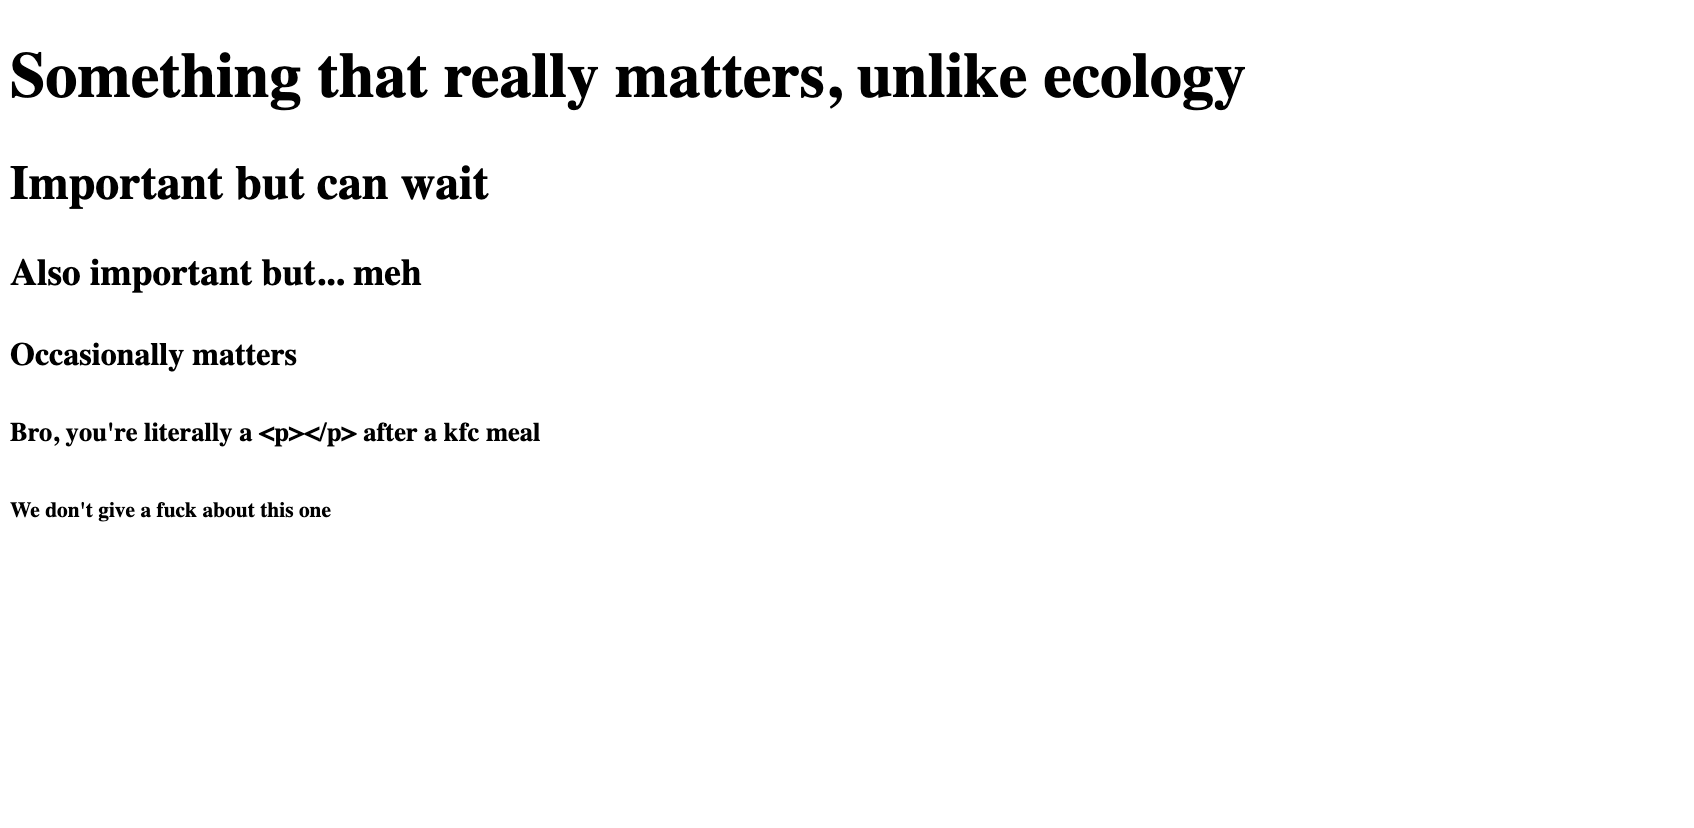 Something that really matters, unlike ecology
Important but can wait
Also important but... meh
Occasionally matters
Bro, you're literally a <p></p> after a kfc meal
We don't give a fuck about this one